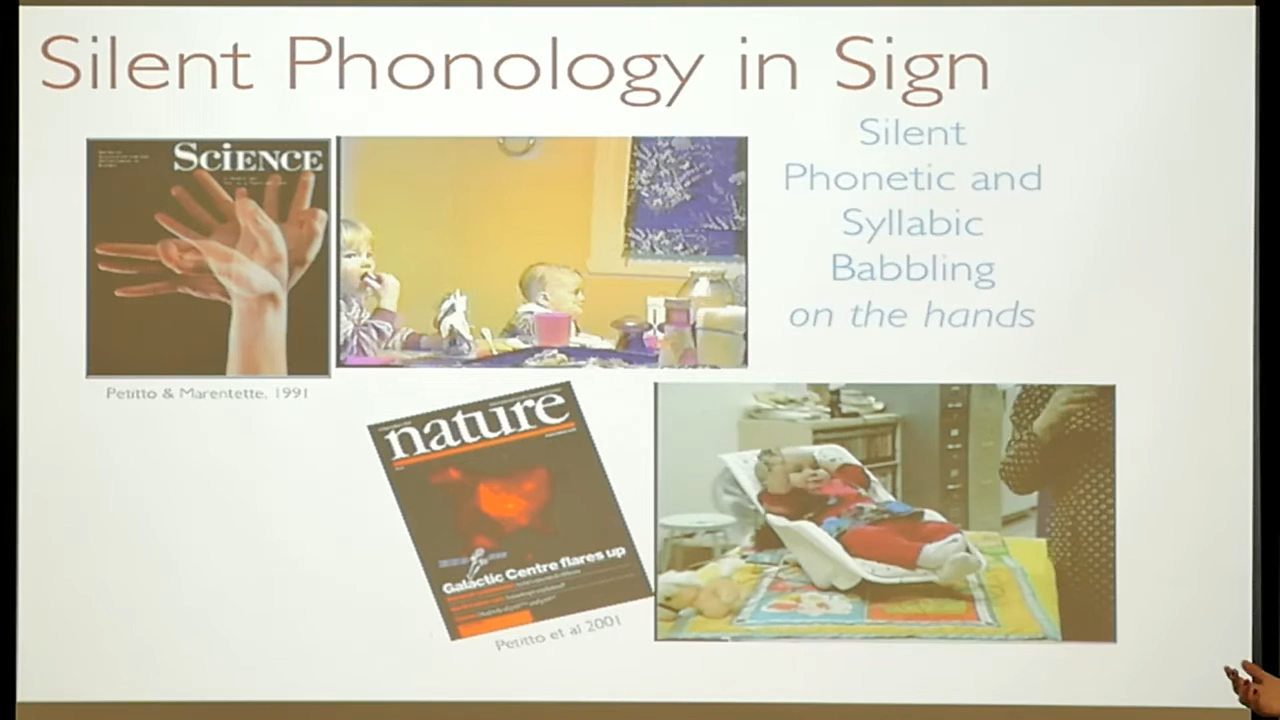 Silent Phonology in Sign
SCIENCE
Silent
Phonetic and
Syllabic
Babbling
on the hands
Petitto & Marentette, 1991
nature
Galactic Centre flares up
Petitto et al 2001